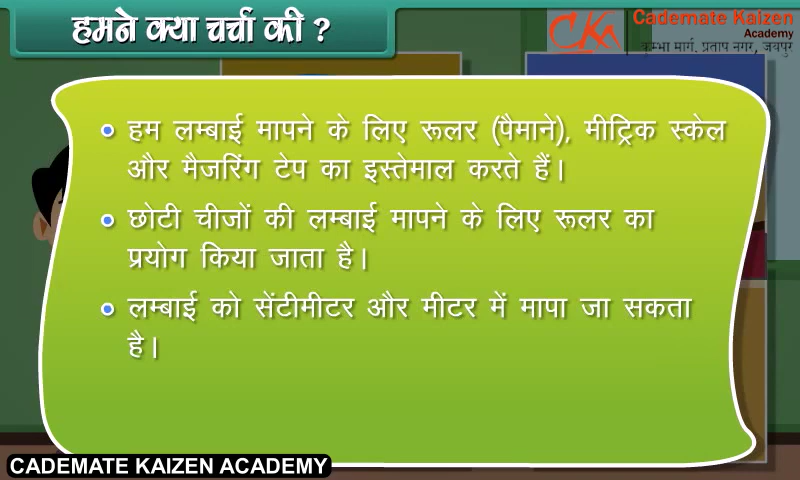 हमने क्या चर्चा की ?
Cademate Kaizen
Academy
कुम्भा मार्ग, प्रताप नगर, जयपुर
CKA
• हम लम्बाई मापने के लिए रूलर (पैमाने), मीट्रिक स्केल
और मैजरिंग टेप का इस्तेमाल करते हैं।
• छोटी चीजों की लम्बाई मापने के लिए रूलर का
प्रयोग किया जाता है।
• लम्बाई को सेंटीमीटर और मीटर में मापा जा सकता
है।
CADEMATE KAIZEN ACADEMY